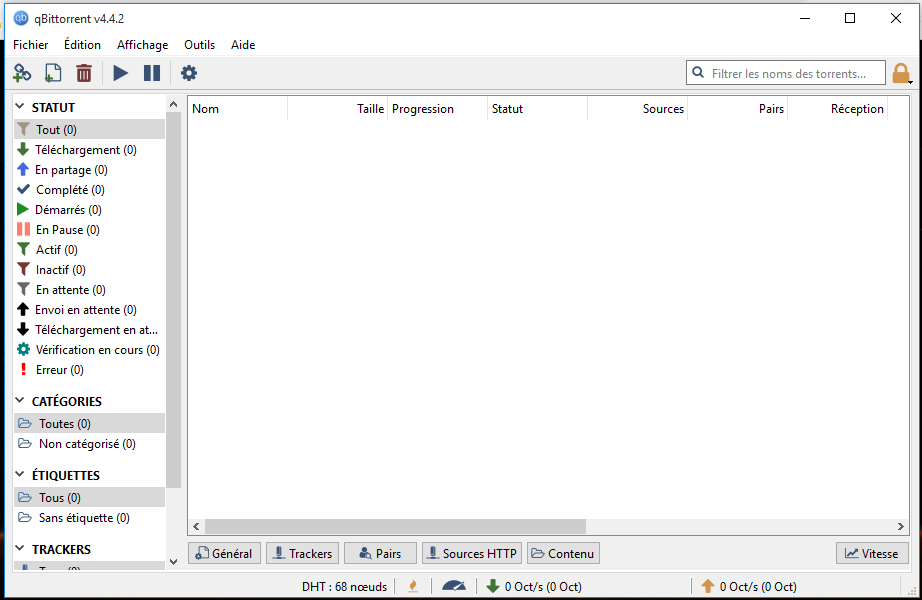 qBittorrent v4.4.2
Fichier Édition Affichage Outils Aide
Filtrer les noms des torrents...
STATUT
Tout (0)
Téléchargement (0)
En partage (0)
Complété (0)
Démarrés (0)
En Pause (0)
Actif (0)
Inactif (0)
En attente (0)
Envoi en attente (0)
Téléchargement en at...
Vérification en cours (0)
Erreur (0)
CATÉGORIES
Toutes (0)
Non catégorisé (0)
ÉTIQUETTES
Tous (0)
Sans étiquette (0)
TRACKERS
Nom Taille Progression Statut Sources Pairs Réception
Général Trackers Pairs Sources HTTP Contenu Vitesse
DHT : 68 nœuds 0 Oct/s (0 Oct) 0 Oct/s (0 Oct)